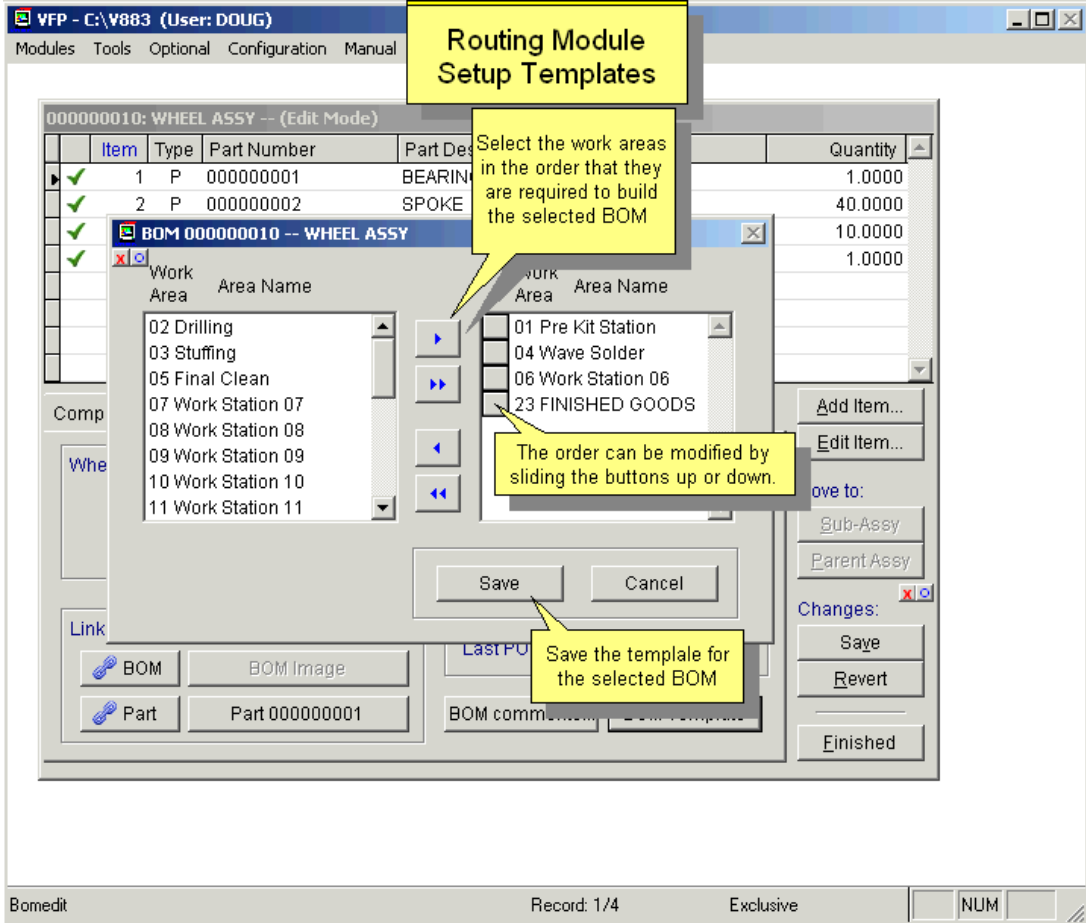 VFP - C:\V883 (User: DOUG)
Modules Tools Optional Configuration Manual
Routing Module
Setup Templates
000000010: WHEEL ASSY -- (Edit Mode)
Item Type Part Number Part Des Quantity
1 P 000000001 BEARIN 1.0000
2 P 000000002 SPOKE 40.0000
10.0000
1.0000
Select the work areas
in the order that they
are required to build
the selected BOM
BOM 000000010 -- WHEEL ASSY
Work
Area Area Name
02 Drilling
03 Stuffing
05 Final Clean
07 Work Station 07
08 Work Station 08
09 Work Station 09
10 Work Station 10
11 Work Station 11
Work
Area Area Name
01 Pre Kit Station
04 Wave Solder
06 Work Station 06
23 FINISHED GOODS
The order can be modified by
sliding the buttons up or down.
Save Cancel
Save the templale for
the selected BOM
Comp
Whe
Link
BOM BOM Image
Part Part 000000001
Last PO
BOM comments... BOM Template
Add Item...
Edit Item...
ove to:
Sub-Assy
Parent Assy
Changes:
Save
Revert
Finished
Bomedit Record: 1/4 Exclusive NUM